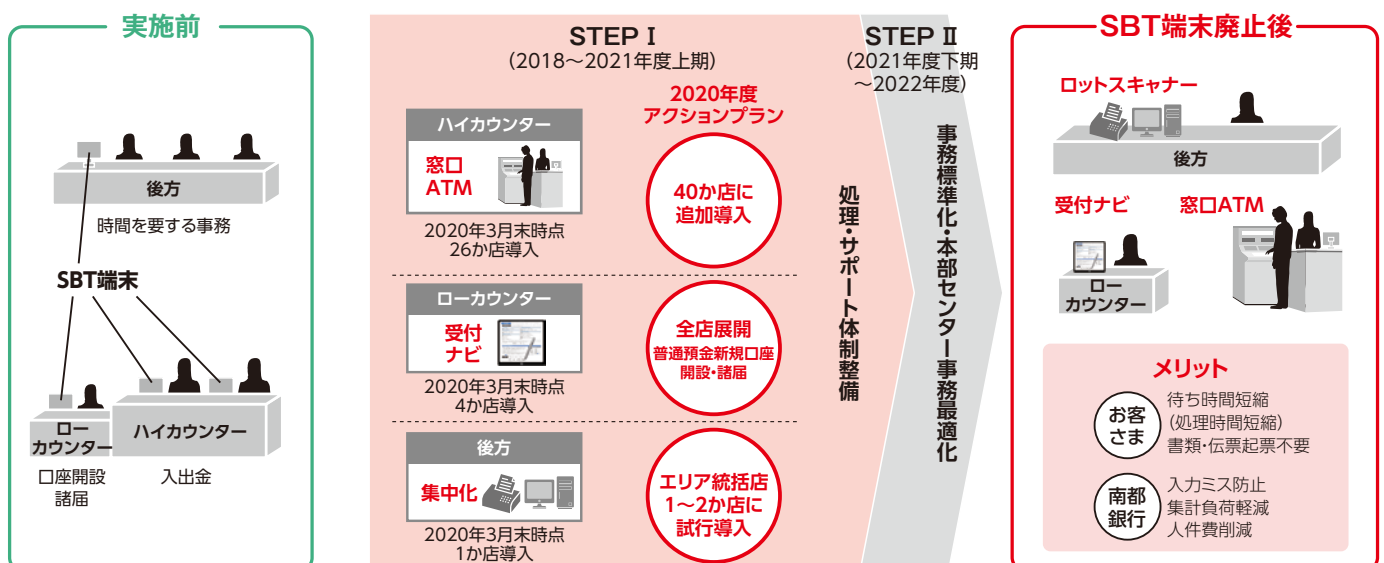 実施前
後方
時間を要する事務
SBT端末
ロー
カウンター
ハイカウンター
口座開設
諸届
入出金
STEP Ⅰ
(2018～2021年度上期)
2020年度
アクションプラン
ハイカウンター
窓口
ATM
2020年3月末時点
26か店導入
40か店に
追加導入
ローカウンター
受付
ナビ
2020年3月末時点
4か店導入
全店展開
普通預金新規口座
開設・諸届
後方
集中化
2020年3月末時点
1か店導入
エリア統括店
1～2か店に
試行導入
処理・サポート体制整備
STEP Ⅱ
(2021年度下期
～2022年度)
事務標準化・本部センター事務最適化
SBT端末廃止後
ロットスキャナー
後方
受付ナビ
窓口ATM
ロー
カウンター
メリット
お客
さま
待ち時間短縮
(処理時間短縮)
書類・伝票起票不要
南都
銀行
入力ミス防止
集計負荷軽減
人件費削減